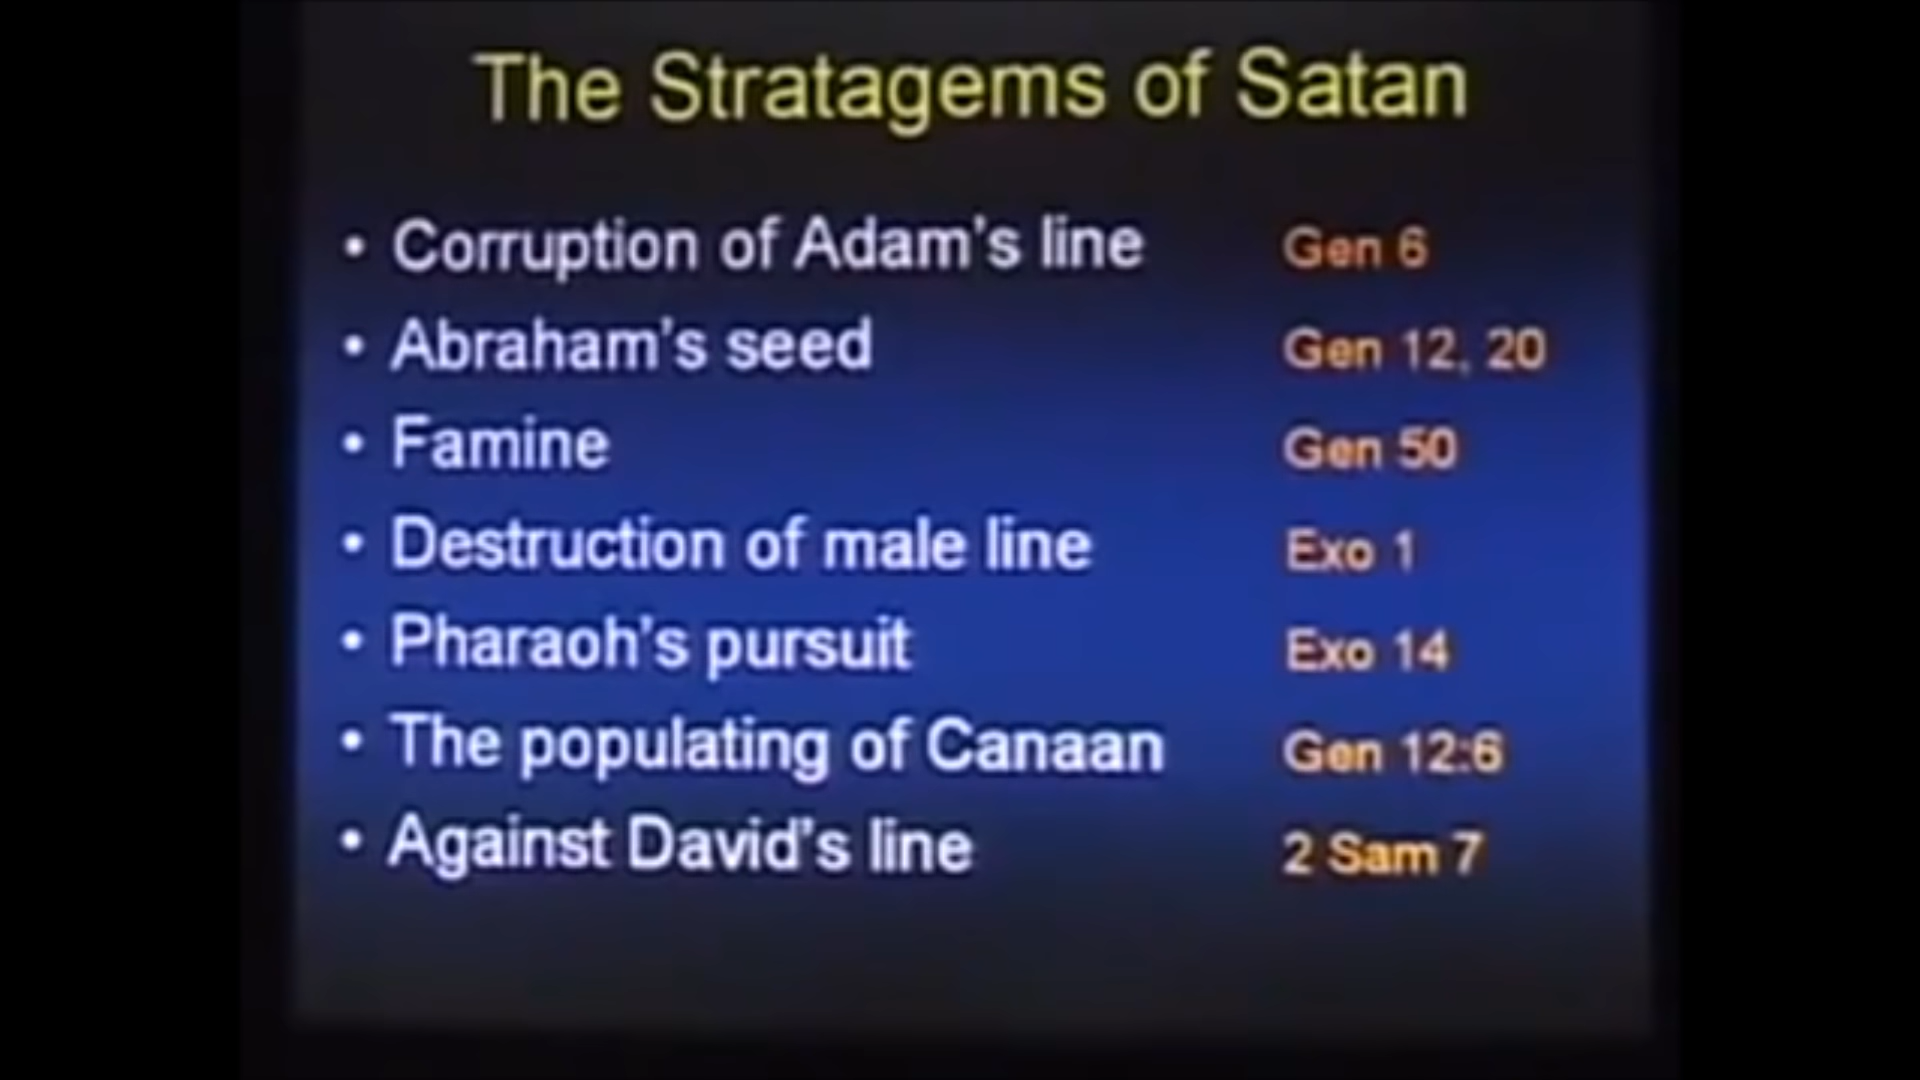 The Stratagems of Satan
• Corruption of Adam's line Gen 6
• Abraham's seed Gen 12, 20
• Famine Gen 50
• Destruction of male line Exo 1
• Pharaoh's pursuit Exo 14
• The populating of Canaan Gen 12:6
• Against David's line 2 Sam 7